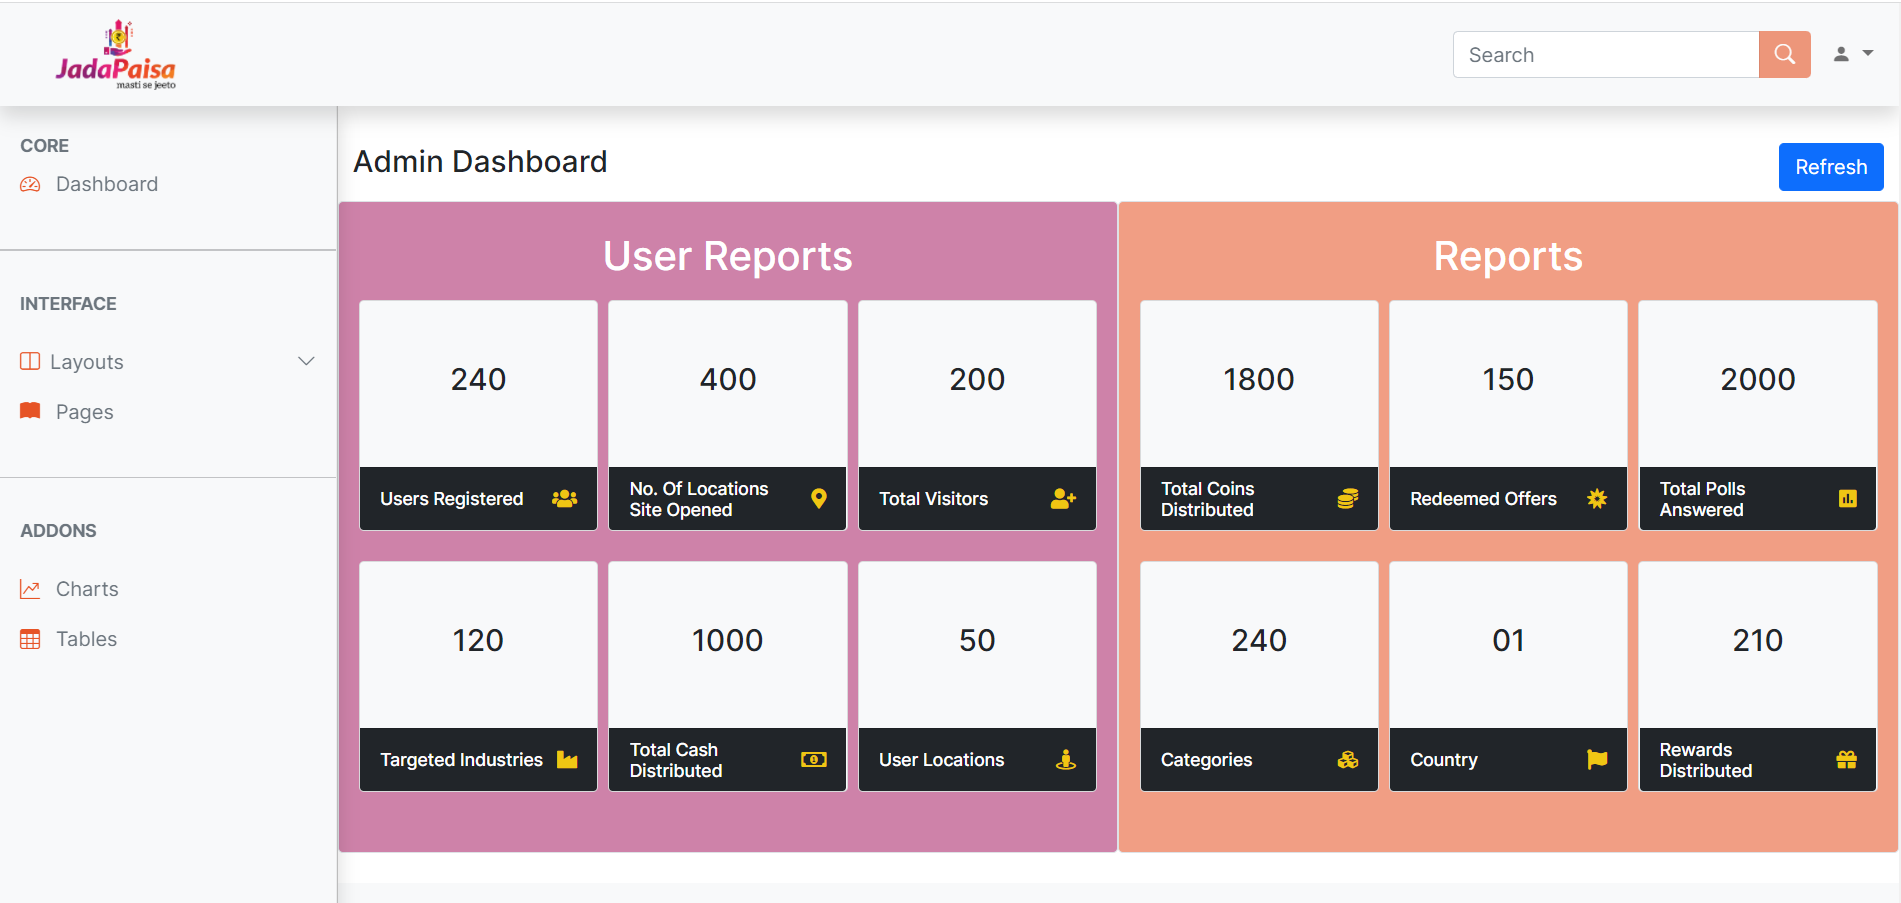 JadaPaisa
masti se jeeto
Search
CORE
Dashboard
INTERFACE
Layouts
Pages
ADDONS
Charts
Tables
Admin Dashboard
Refresh
User Reports
240
400
200
Users Registered
No. Of Locations
Site Opened
Total Visitors
120
1000
50
Targeted Industries
Total Cash
Distributed
User Locations
Reports
1800
150
2000
Total Coins
Distributed
Redeemed Offers
Total Polls
Answered
240
01
210
Categories
Country
Rewards
Distributed